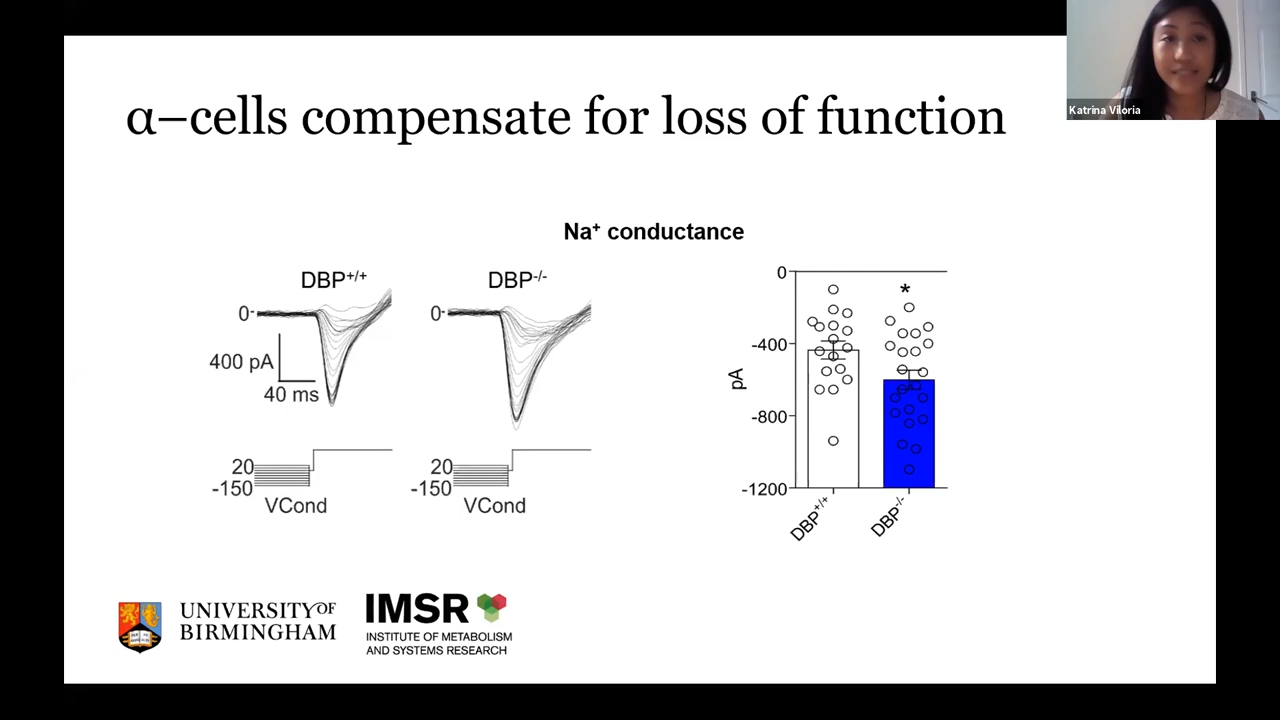 Katrina Viloria
α–cells compensate for loss of function
Na⁺ conductance
DBP+/+
DBP-/-
0-
0-
400 pA
40 ms
20
-150
VCond
20
-150
VCond
0
-400
-800
-1200
pA
*
DBP+/+
DBP-/-
UNIVERSITY OF
BIRMINGHAM
IMSR
INSTITUTE OF METABOLISM
AND SYSTEMS RESEARCH